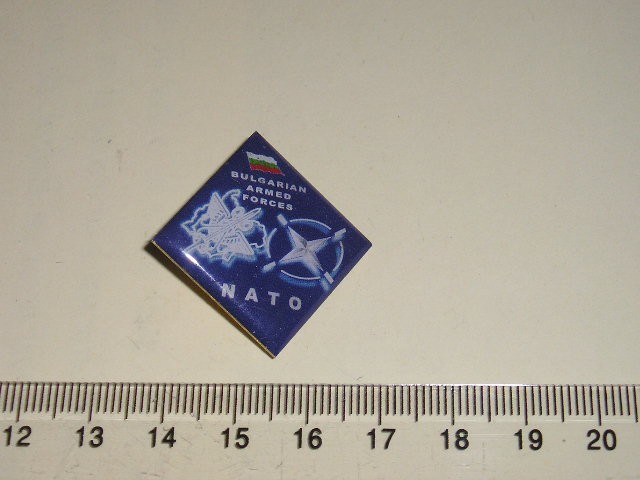 BULGARIAN
ARMED
FORCES
NATO
12 13 14 15 16 17 18 19 20